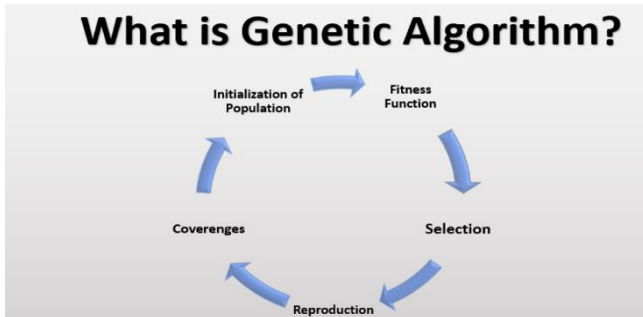 What is Genetic Algorithm?
Initialization of
Population
Fitness
Function
Selection
Reproduction
Coverenges